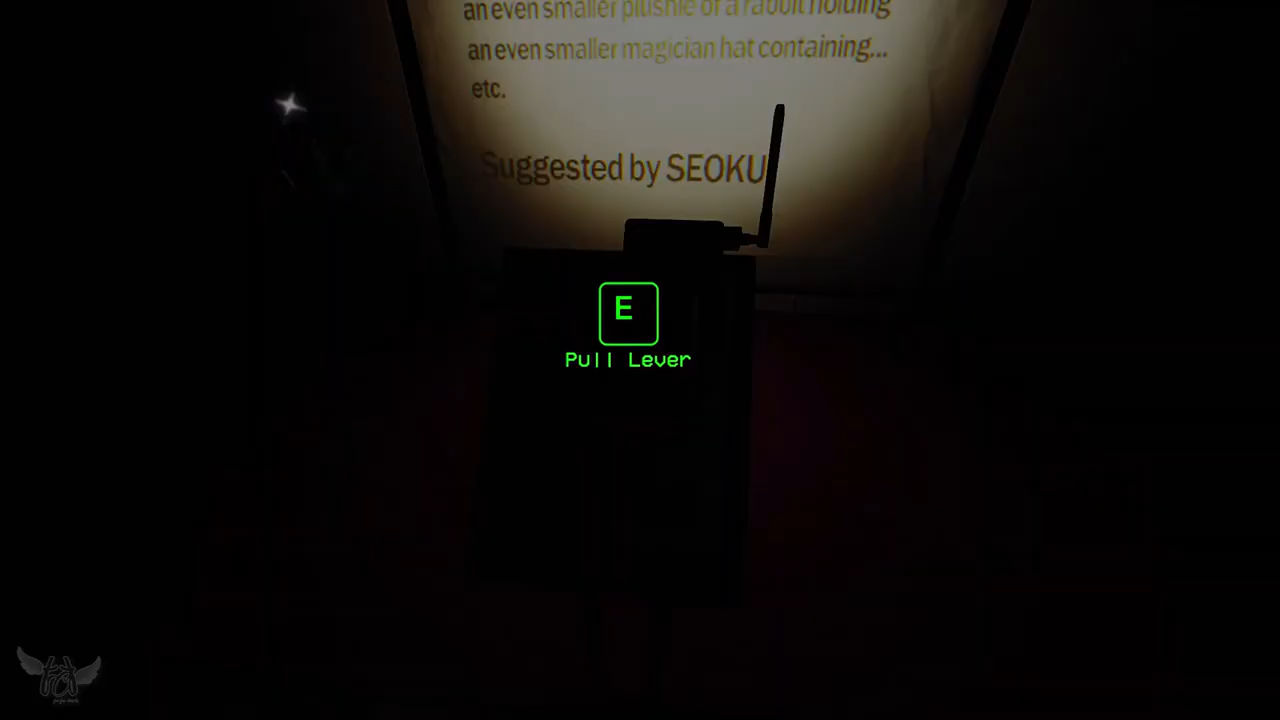 an even smaller plushie of a rabbit holding
an even smaller magician hat containing...
etc.
Suggested by SEOKU
E
Pull Lever